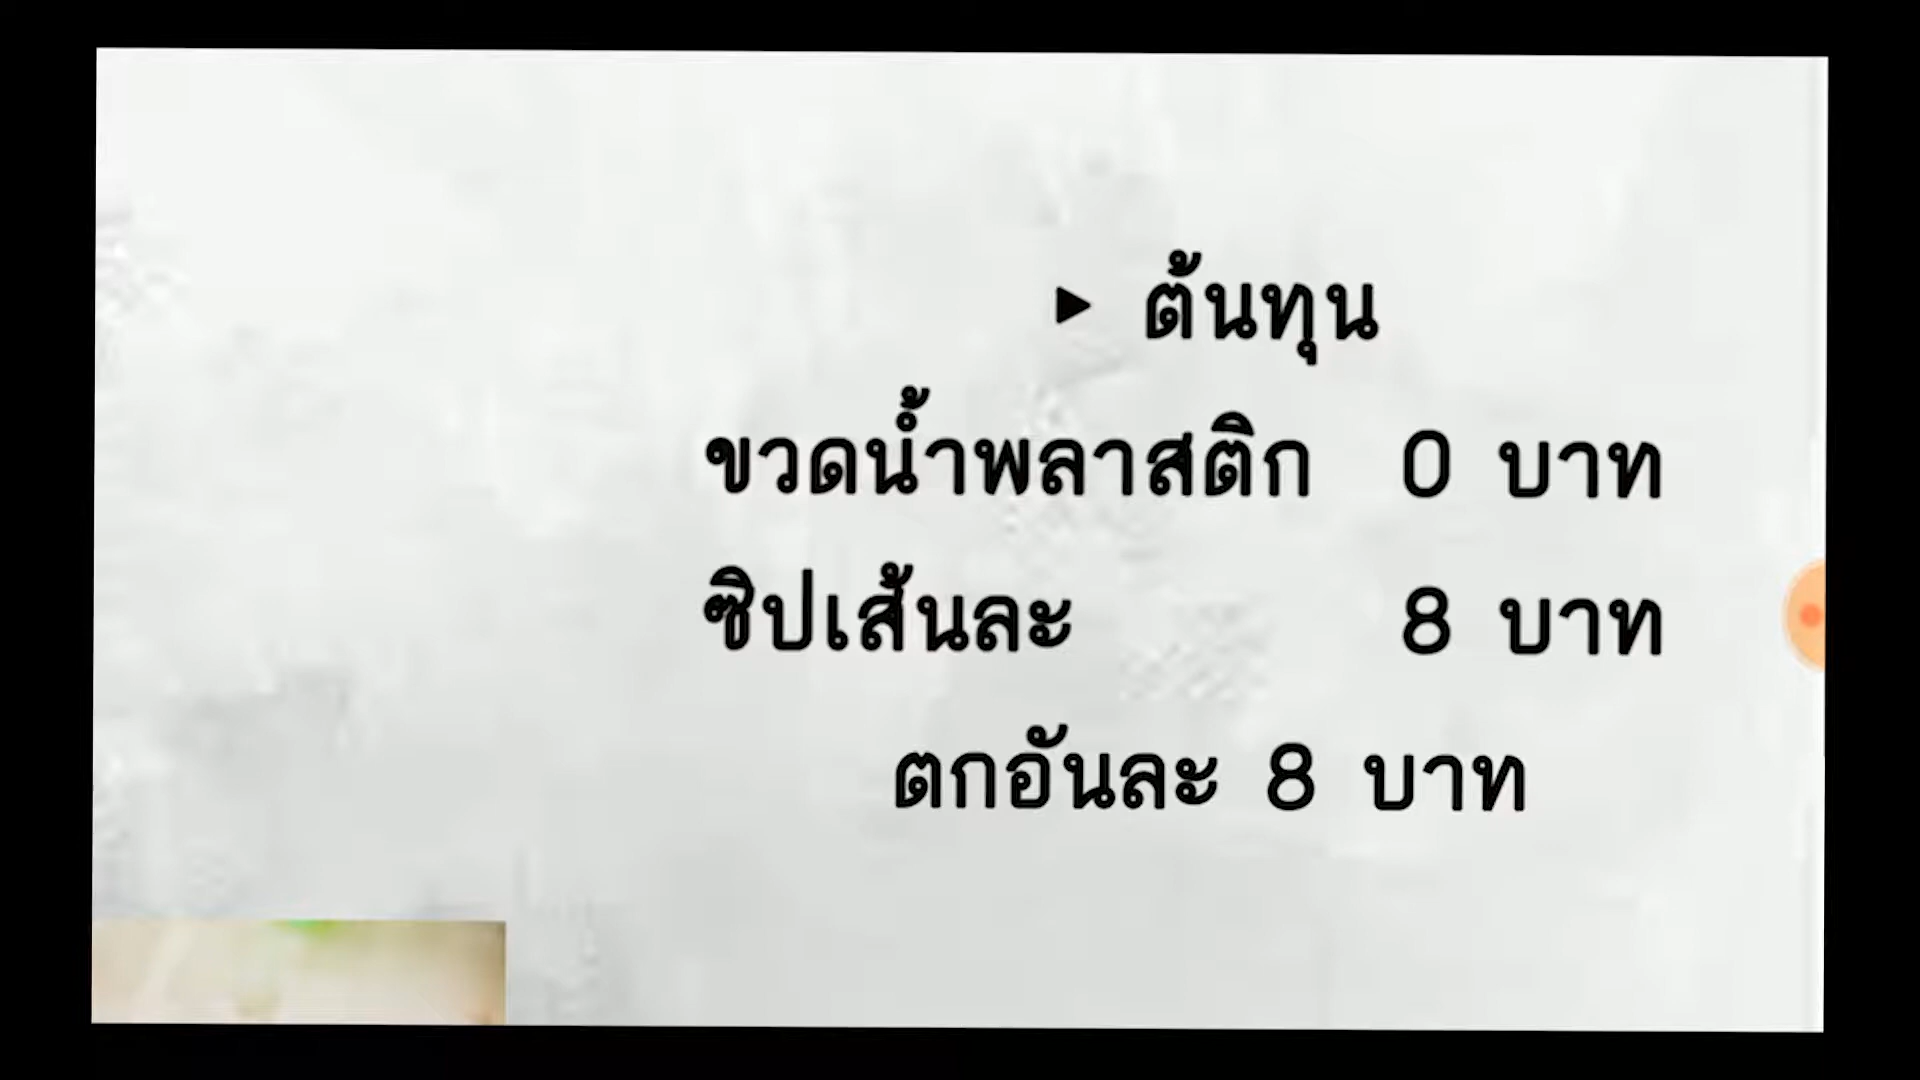 ▸ ต้นทุน
ขวดน้ำพลาสติก 0 บาท
ซิปเส้นละ 8 บาท
ตกอันละ 8 บาท